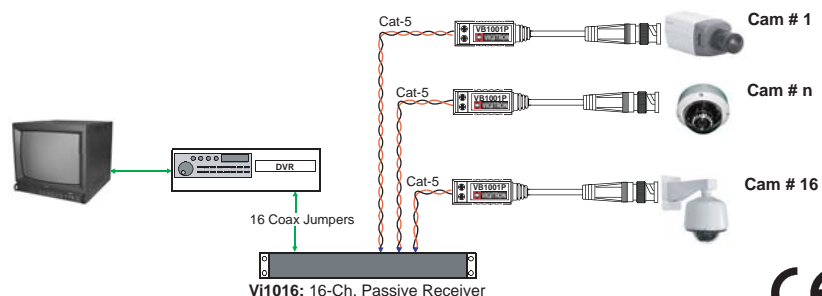 Cat-5
VB1001P
Cam # 1
Cat-5
VB1001P
Cam # n
DVR
Cat-5
VB1001P
Cam # 16
16 Coax Jumpers
Vi1016: 16-Ch. Passive Receiver
CE